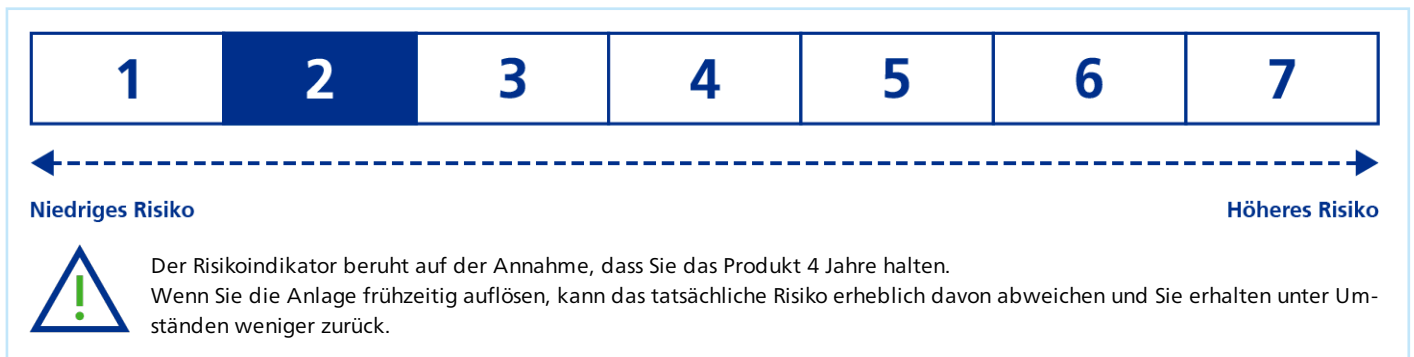 1 2 3 4 5 6 7
Niedriges Risiko Höheres Risiko
Der Risikoindikator beruht auf der Annahme, dass Sie das Produkt 4 Jahre halten.
Wenn Sie die Anlage frühzeitig auflösen, kann das tatsächliche Risiko erheblich davon abweichen und Sie erhalten unter Um-
ständen weniger zurück.